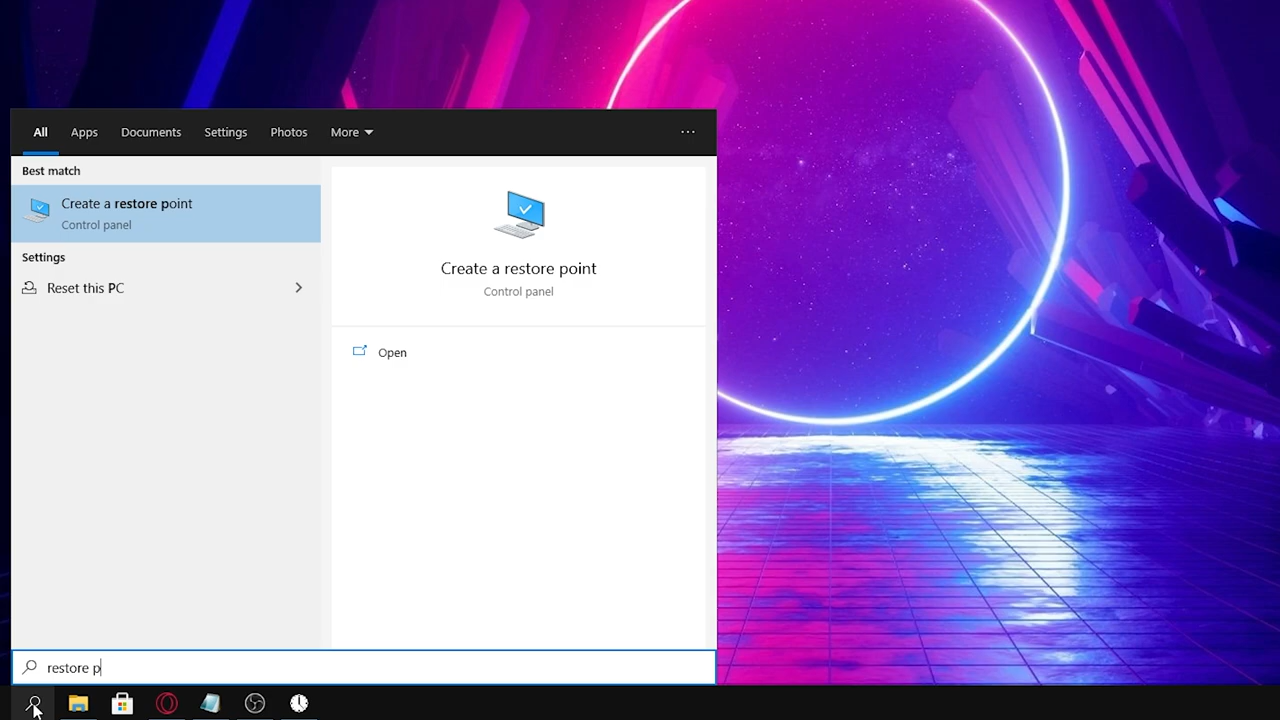 All Apps Documents Settings Photos More ...
Best match
Create a restore point
Control panel
Settings
Reset this PC
Create a restore point
Control panel
Open
restore p